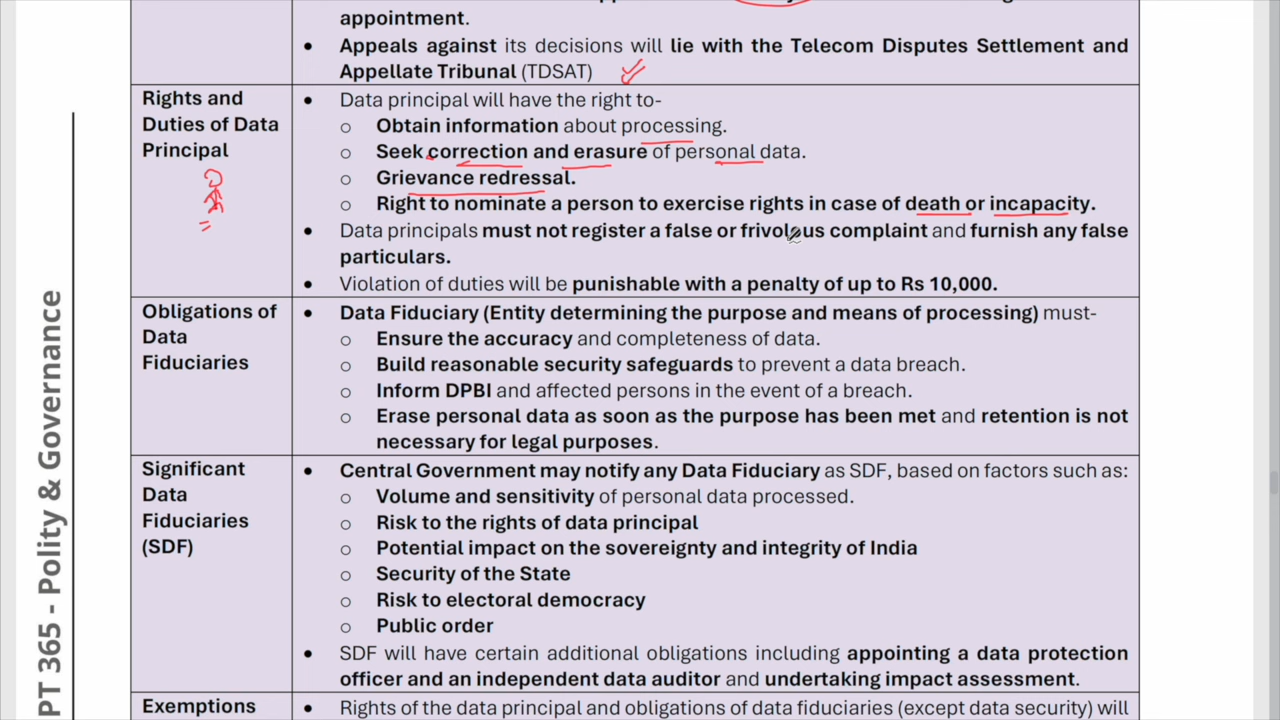 appointment.
• Appeals against its decisions will lie with the Telecom Disputes Settlement and
Appellate Tribunal (TDSAT)
Rights and
Duties of Data
Principal
• Data principal will have the right to-
o Obtain information about processing.
o Seek correction and erasure of personal data.
o Grievance redressal.
o Right to nominate a person to exercise rights in case of death or incapacity.
• Data principals must not register a false or frivolous complaint and furnish any false
particulars.
• Violation of duties will be punishable with a penalty of up to Rs 10,000.
Obligations of
Data
Fiduciaries
• Data Fiduciary (Entity determining the purpose and means of processing) must-
o Ensure the accuracy and completeness of data.
o Build reasonable security safeguards to prevent a data breach.
o Inform DPBI and affected persons in the event of a breach.
o Erase personal data as soon as the purpose has been met and retention is not
necessary for legal purposes.
Significant
Data
Fiduciaries
(SDF)
• Central Government may notify any Data Fiduciary as SDF, based on factors such as:
o Volume and sensitivity of personal data processed.
o Risk to the rights of data principal
o Potential impact on the sovereignty and integrity of India
o Security of the State
o Risk to electoral democracy
o Public order
• SDF will have certain additional obligations including appointing a data protection
officer and an independent data auditor and undertaking impact assessment.
Exemptions
• Rights of the data principal and obligations of data fiduciaries (except data security) will
PT 365 - Polity & Governance